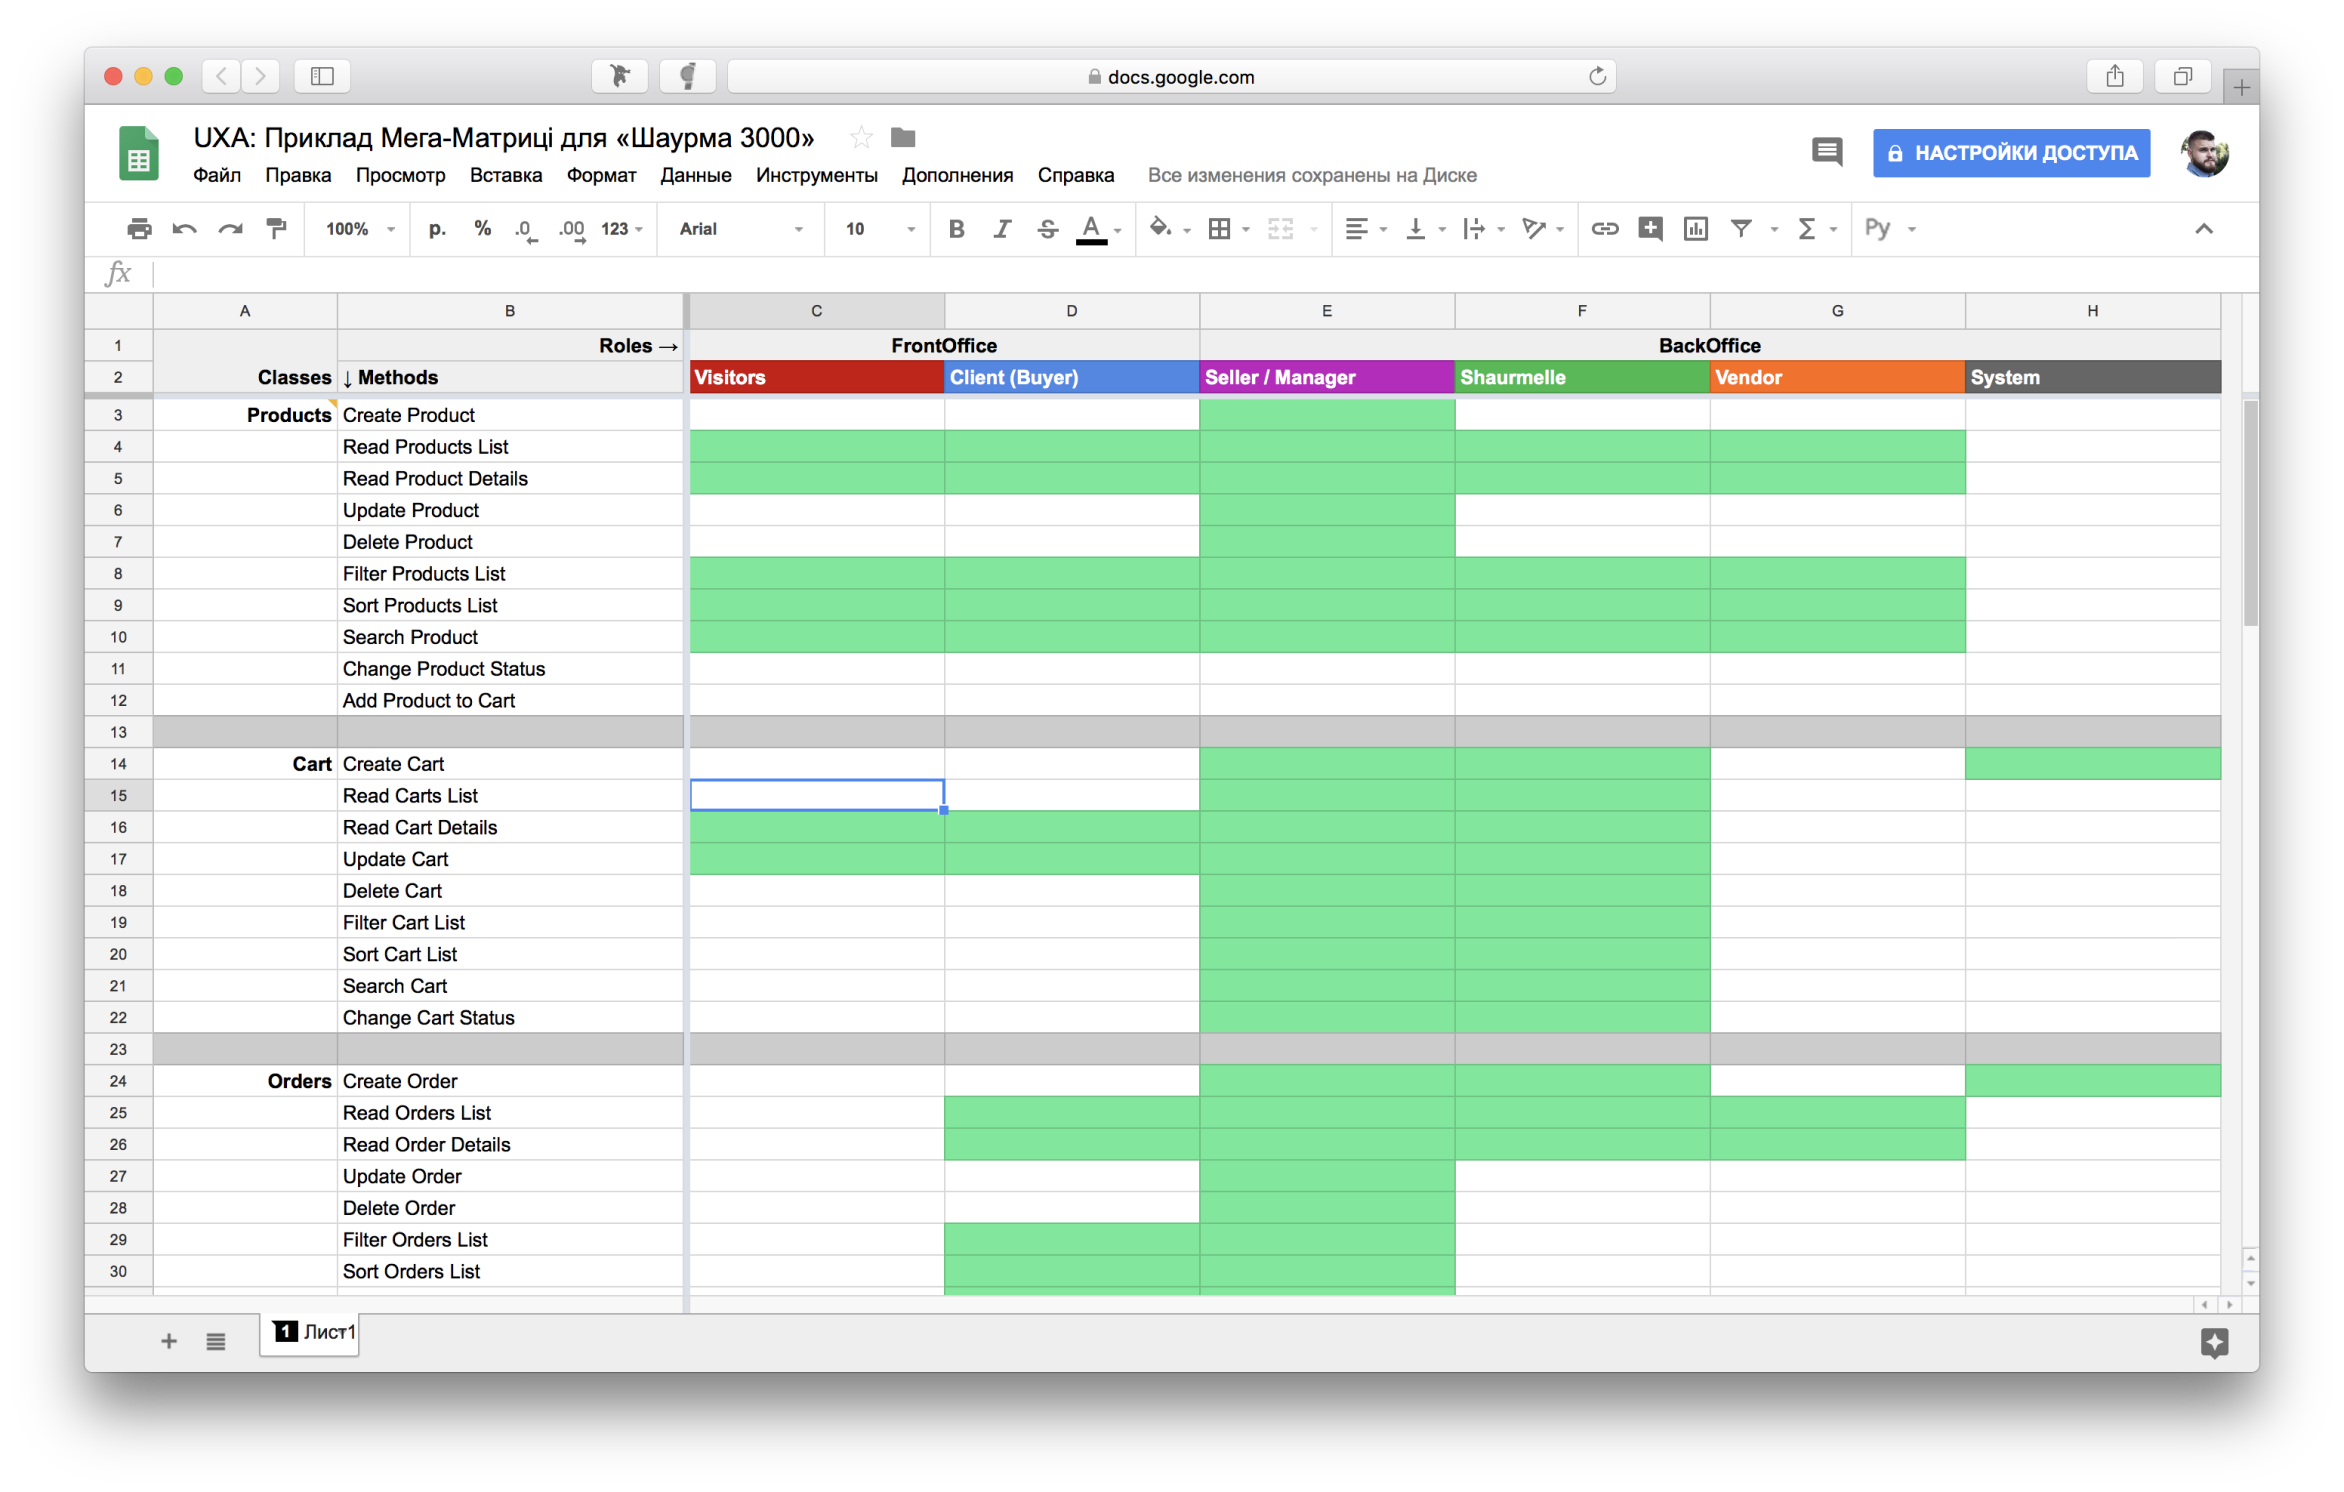 docs.google.com
UXA: Приклад Мега-Матриці для «Шаурма 3000»
Файл Правка Просмотр Вставка Формат Данные Инструменты Дополнения Справка Все изменения сохранены на Диске
НАСТРОЙКИ ДОСТУПА
100% р. % .0 .00 123 Arial 10 B I S A Σ Ру
fx
A B C D E F G H
1 Roles → FrontOffice BackOffice
2 Classes ↓ Methods Visitors Client (Buyer) Seller / Manager Shaurmelle Vendor System
3 Products Create Product
4 Read Products List
5 Read Product Details
6 Update Product
7 Delete Product
8 Filter Products List
9 Sort Products List
10 Search Product
11 Change Product Status
12 Add Product to Cart
13
14 Cart Create Cart
15 Read Carts List
16 Read Cart Details
17 Update Cart
18 Delete Cart
19 Filter Cart List
20 Sort Cart List
21 Search Cart
22 Change Cart Status
23
24 Orders Create Order
25 Read Orders List
26 Read Order Details
27 Update Order
28 Delete Order
29 Filter Orders List
30 Sort Orders List
1 Лист1